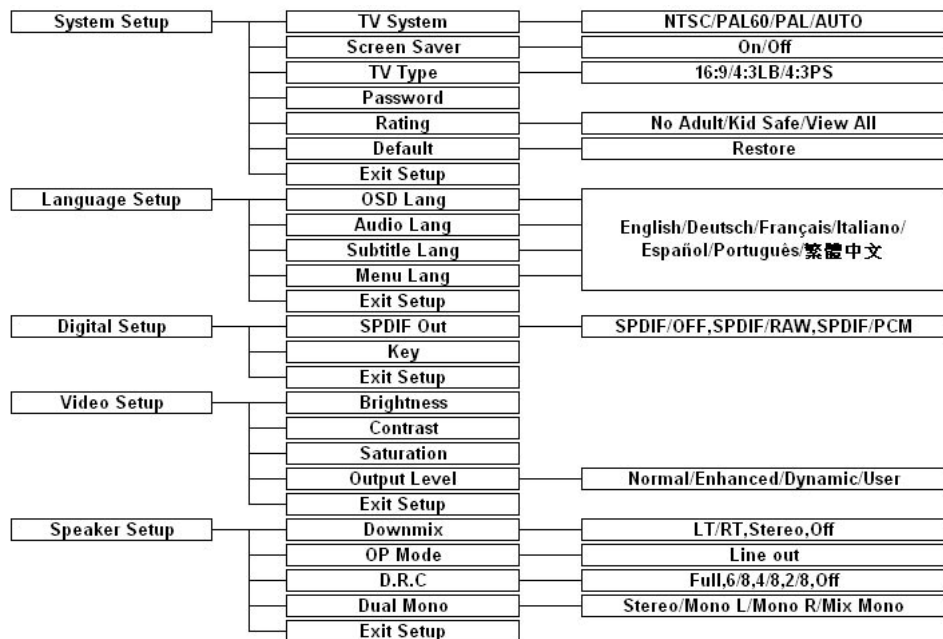 System Setup
TV System
NTSC/PAL60/PAL/AUTO
Screen Saver
On/Off
TV Type
16:9/4:3LB/4:3PS
Password
Rating
No Adult/Kid Safe/View All
Default
Restore
Exit Setup
Language Setup
OSD Lang
Audio Lang
Subtitle Lang
Menu Lang
English/Deutsch/Français/Italiano/
Español/Português/繁體中文
Exit Setup
Digital Setup
SPDIF Out
SPDIF/OFF,SPDIF/RAW,SPDIF/PCM
Key
Exit Setup
Video Setup
Brightness
Contrast
Saturation
Output Level
Normal/Enhanced/Dynamic/User
Exit Setup
Speaker Setup
Downmix
LT/RT,Stereo,Off
OP Mode
Line out
D.R.C
Full,6/8,4/8,2/8,Off
Dual Mono
Stereo/Mono L/Mono R/Mix Mono
Exit Setup